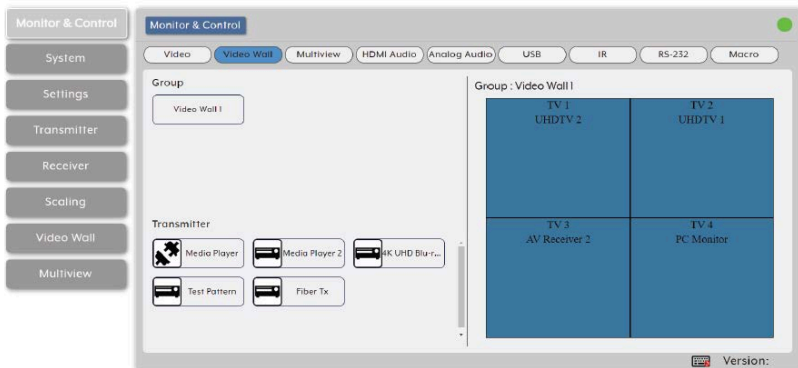 Monitor & Control
System
Settings
Transmitter
Receiver
Scaling
Video Wall
Multiview
Monitor & Control
Video
Video Wall
Multiview
HDMI Audio
Analog Audio
USB
IR
RS-232
Macro
Group
Video Wall 1
Transmitter
Media Player
Media Player 2
4K UHD Blu-r...
Test Pattern
Fiber Tx
Group : Video Wall 1
TV 1
UHDTV 2
TV 2
UHDTV 1
TV 3
AV Receiver 2
TV 4
PC Monitor
Version: